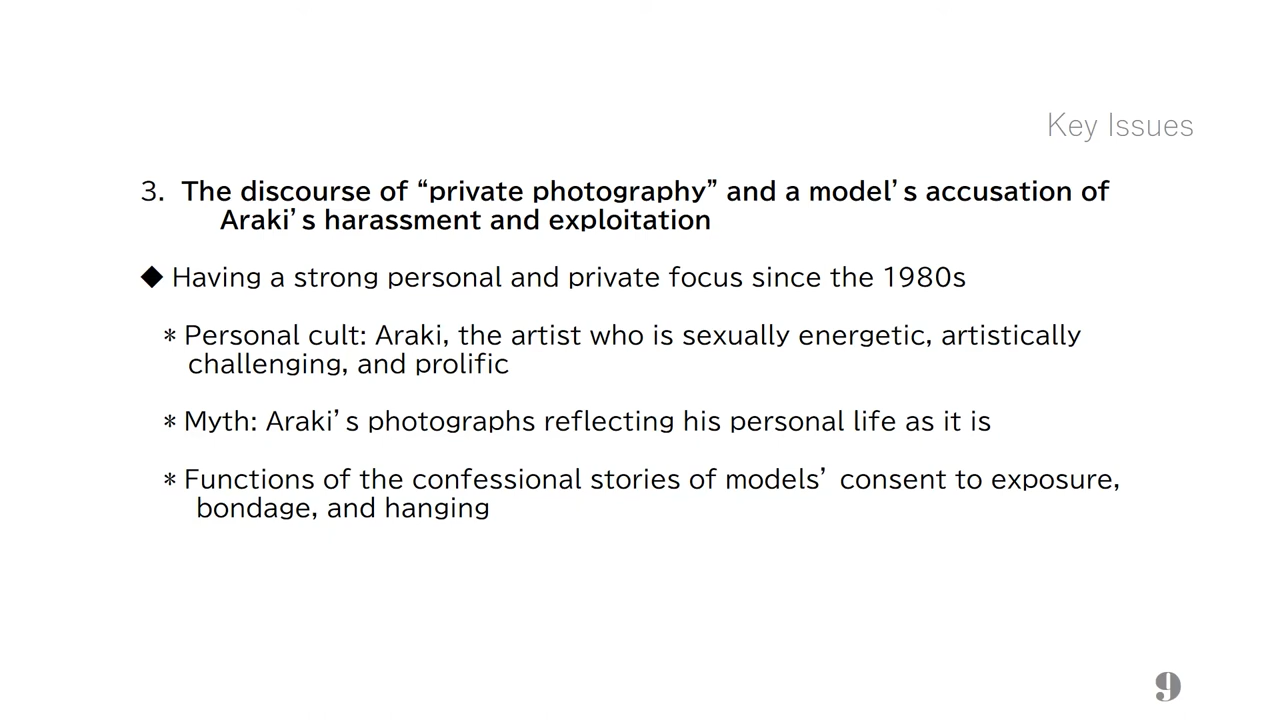 Key Issues
3. The discourse of “private photography” and a model’s accusation of
Araki’s harassment and exploitation
◆ Having a strong personal and private focus since the 1980s
* Personal cult: Araki, the artist who is sexually energetic, artistically
challenging, and prolific
* Myth: Araki’s photographs reflecting his personal life as it is
* Functions of the confessional stories of models’ consent to exposure,
bondage, and hanging
9